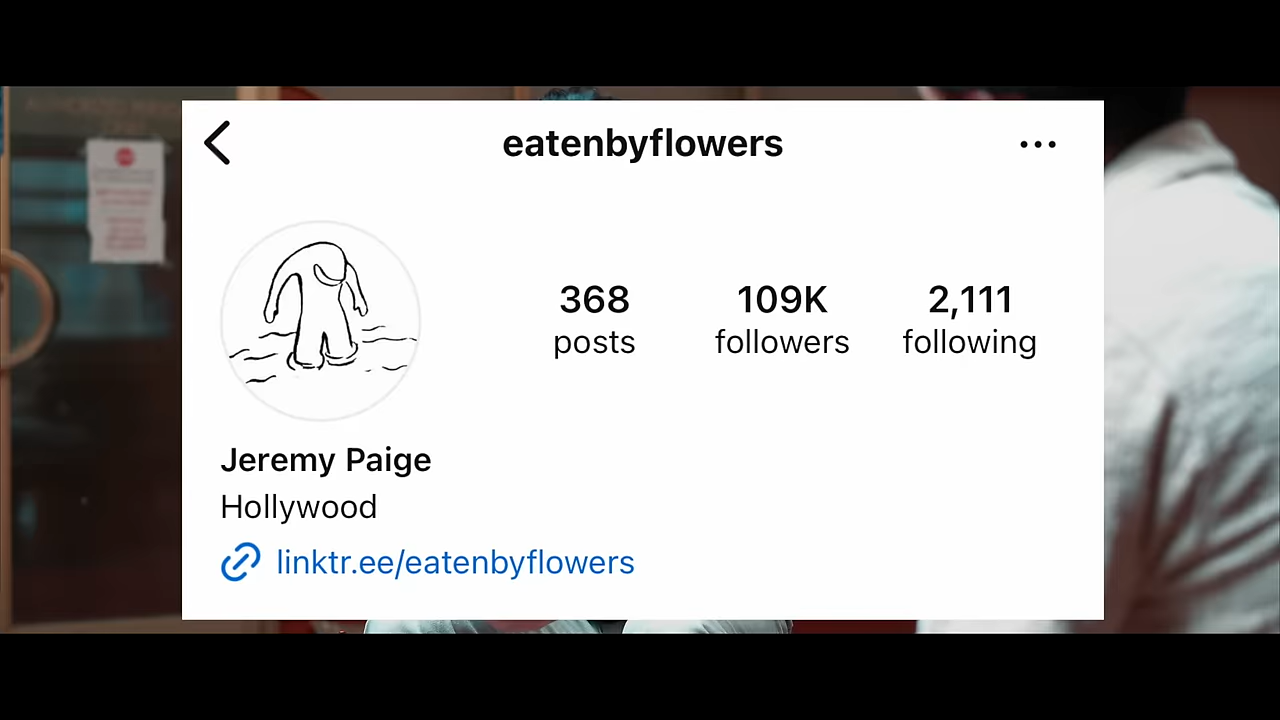 eatenbyflowers
368
posts
109K
followers
2,111
following
Jeremy Paige
Hollywood
linktr.ee/eatenbyflowers